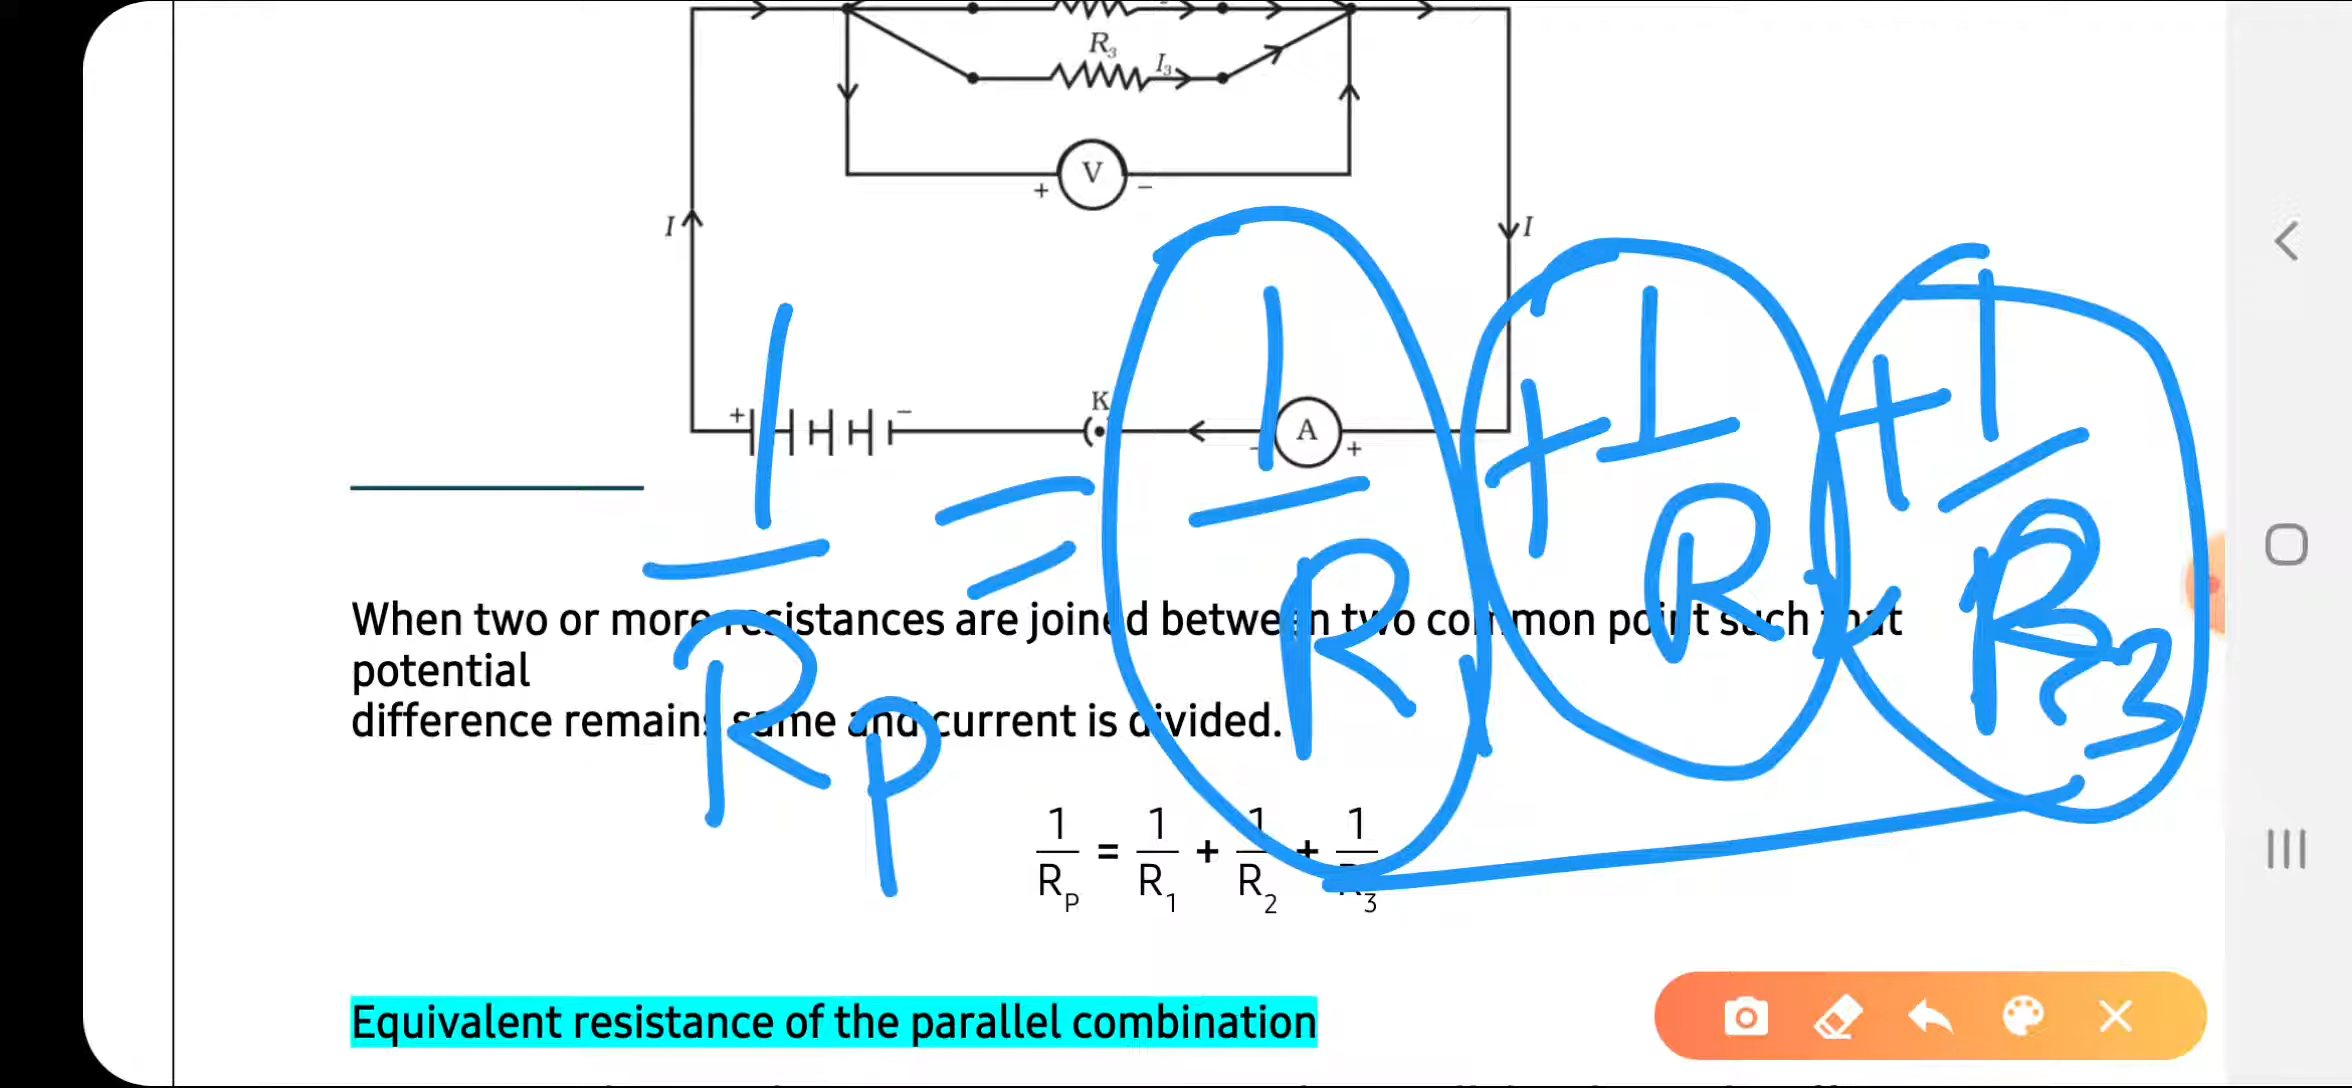 R₃
I₃
V
+ −
I I
K
+ − - A +
1/Rp = 1/R₁ + 1/R₂ + 1/R₃
When two or more resistances are joined between two common point such that
potential
difference remains same and current is divided.
1/Rₚ = 1/R₁ + 1/R₂ + 1/R₃
Equivalent resistance of the parallel combination